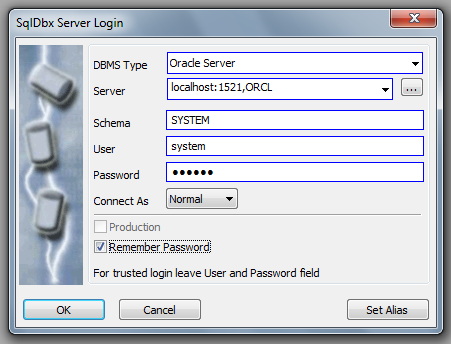 SqlDbx Server Login
DBMS Type Oracle Server
Server localhost:1521,ORCL ...
Schema SYSTEM
User system
Password ●●●●●●
Connect As Normal
Production
Remember Password
For trusted login leave User and Password field
OK Cancel Set Alias